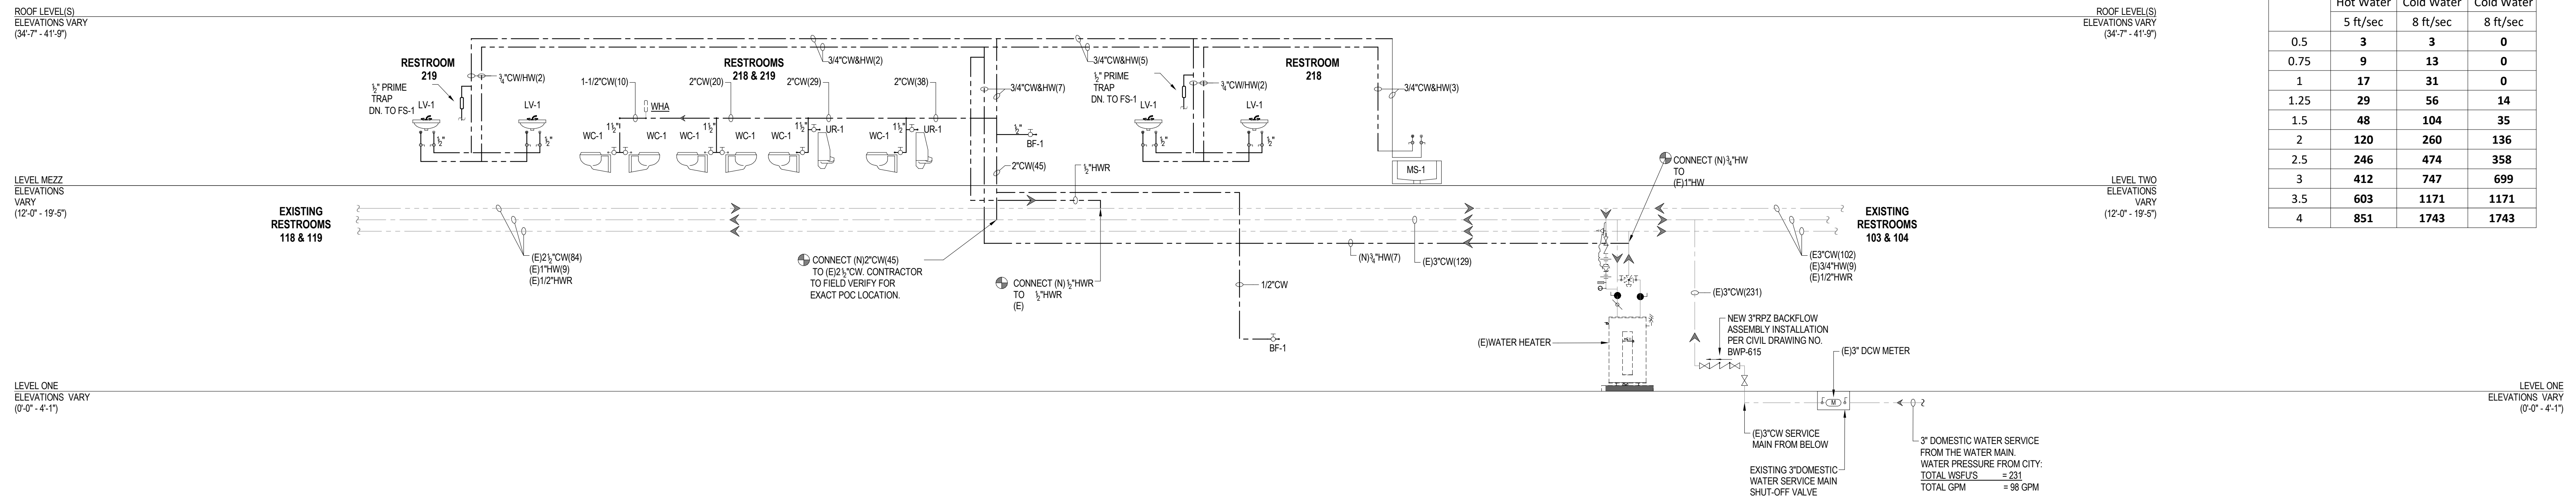 ROOF LEVEL(S)
ELEVATIONS VARY
(34'-7" - 41'-9")
ROOF LEVEL(S)
ELEVATIONS VARY
(34'-7" - 41'-9")
RESTROOM
219
¾"CW/HW(2)
½" PRIME
TRAP
DN. TO FS-1
LV-1
LV-1
½"
RESTROOMS
218 & 219
3/4"CW&HW(2)
1-1/2"CW(10)
2"CW(20)
2"CW(29)
2"CW(38)
WHA
1½"
1½"
1½"
1½"
WC-1
WC-1
WC-1
WC-1
WC-1
UR-1
WC-1
UR-1
3/4"CW&HW(7)
½"
BF-1
2"CW(45)
½"HWR
3/4"CW&HW(5)
½" PRIME
TRAP
DN. TO FS-1
¾"CW/HW(2)
LV-1
LV-1
½"
RESTROOM
218
3/4"CW&HW(3)
MS-1
CONNECT (N)¾"HW
TO
(E)1"HW
LEVEL MEZZ
ELEVATIONS
VARY
(12'-0" - 19'-5")
LEVEL TWO
ELEVATIONS
VARY
(12'-0" - 19'-5")
EXISTING
RESTROOMS
118 & 119
EXISTING
RESTROOMS
103 & 104
(E)2½"CW(84)
(E)1"HW(9)
(E)1/2"HWR
CONNECT (N)2"CW(45)
TO (E)2½"CW. CONTRACTOR
TO FIELD VERIFY FOR
EXACT POC LOCATION.
CONNECT (N)½"HWR
TO ½"HWR
(E)
1/2"CW
BF-1
(N)¾"HW(7)
(E)3"CW(129)
(E3"CW(102)
(E)3/4"HW(9)
(E)1/2"HWR
(E)3"CW(231)
NEW 3"RPZ BACKFLOW
ASSEMBLY INSTALLATION
PER CIVIL DRAWING NO.
BWP-615
(E)WATER HEATER
(E)3" DCW METER
M
LEVEL ONE
ELEVATIONS VARY
(0'-0" - 4'-1")
LEVEL ONE
ELEVATIONS VARY
(0'-0" - 4'-1")
(E)3"CW SERVICE
MAIN FROM BELOW
EXISTING 3"DOMESTIC
WATER SERVICE MAIN
SHUT-OFF VALVE
3" DOMESTIC WATER SERVICE
FROM THE WATER MAIN.
WATER PRESSURE FROM CITY:
TOTAL WSFU'S = 231
TOTAL GPM = 98 GPM
Hot Water Cold Water Cold Water
5 ft/sec 8 ft/sec 8 ft/sec
0.5 3 3 0
0.75 9 13 0
1 17 31 0
1.25 29 56 14
1.5 48 104 35
2 120 260 136
2.5 246 474 358
3 412 747 699
3.5 603 1171 1171
4 851 1743 1743